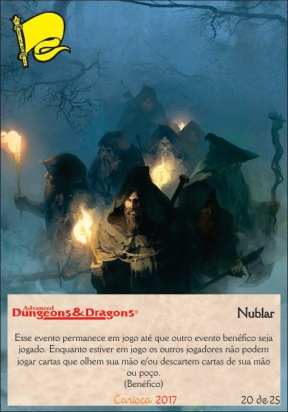 Advanced
Dungeons&Dragons®
Nublar
Esse evento permanece em jogo até que outro evento benéfico seja
jogado. Enquanto estiver em jogo os outros jogadores não podem
jogar cartas que olhem sua mão e/ou descartem cartas de sua mão
ou poço.
(Benéfico)
Carioca 2017
20 de 25